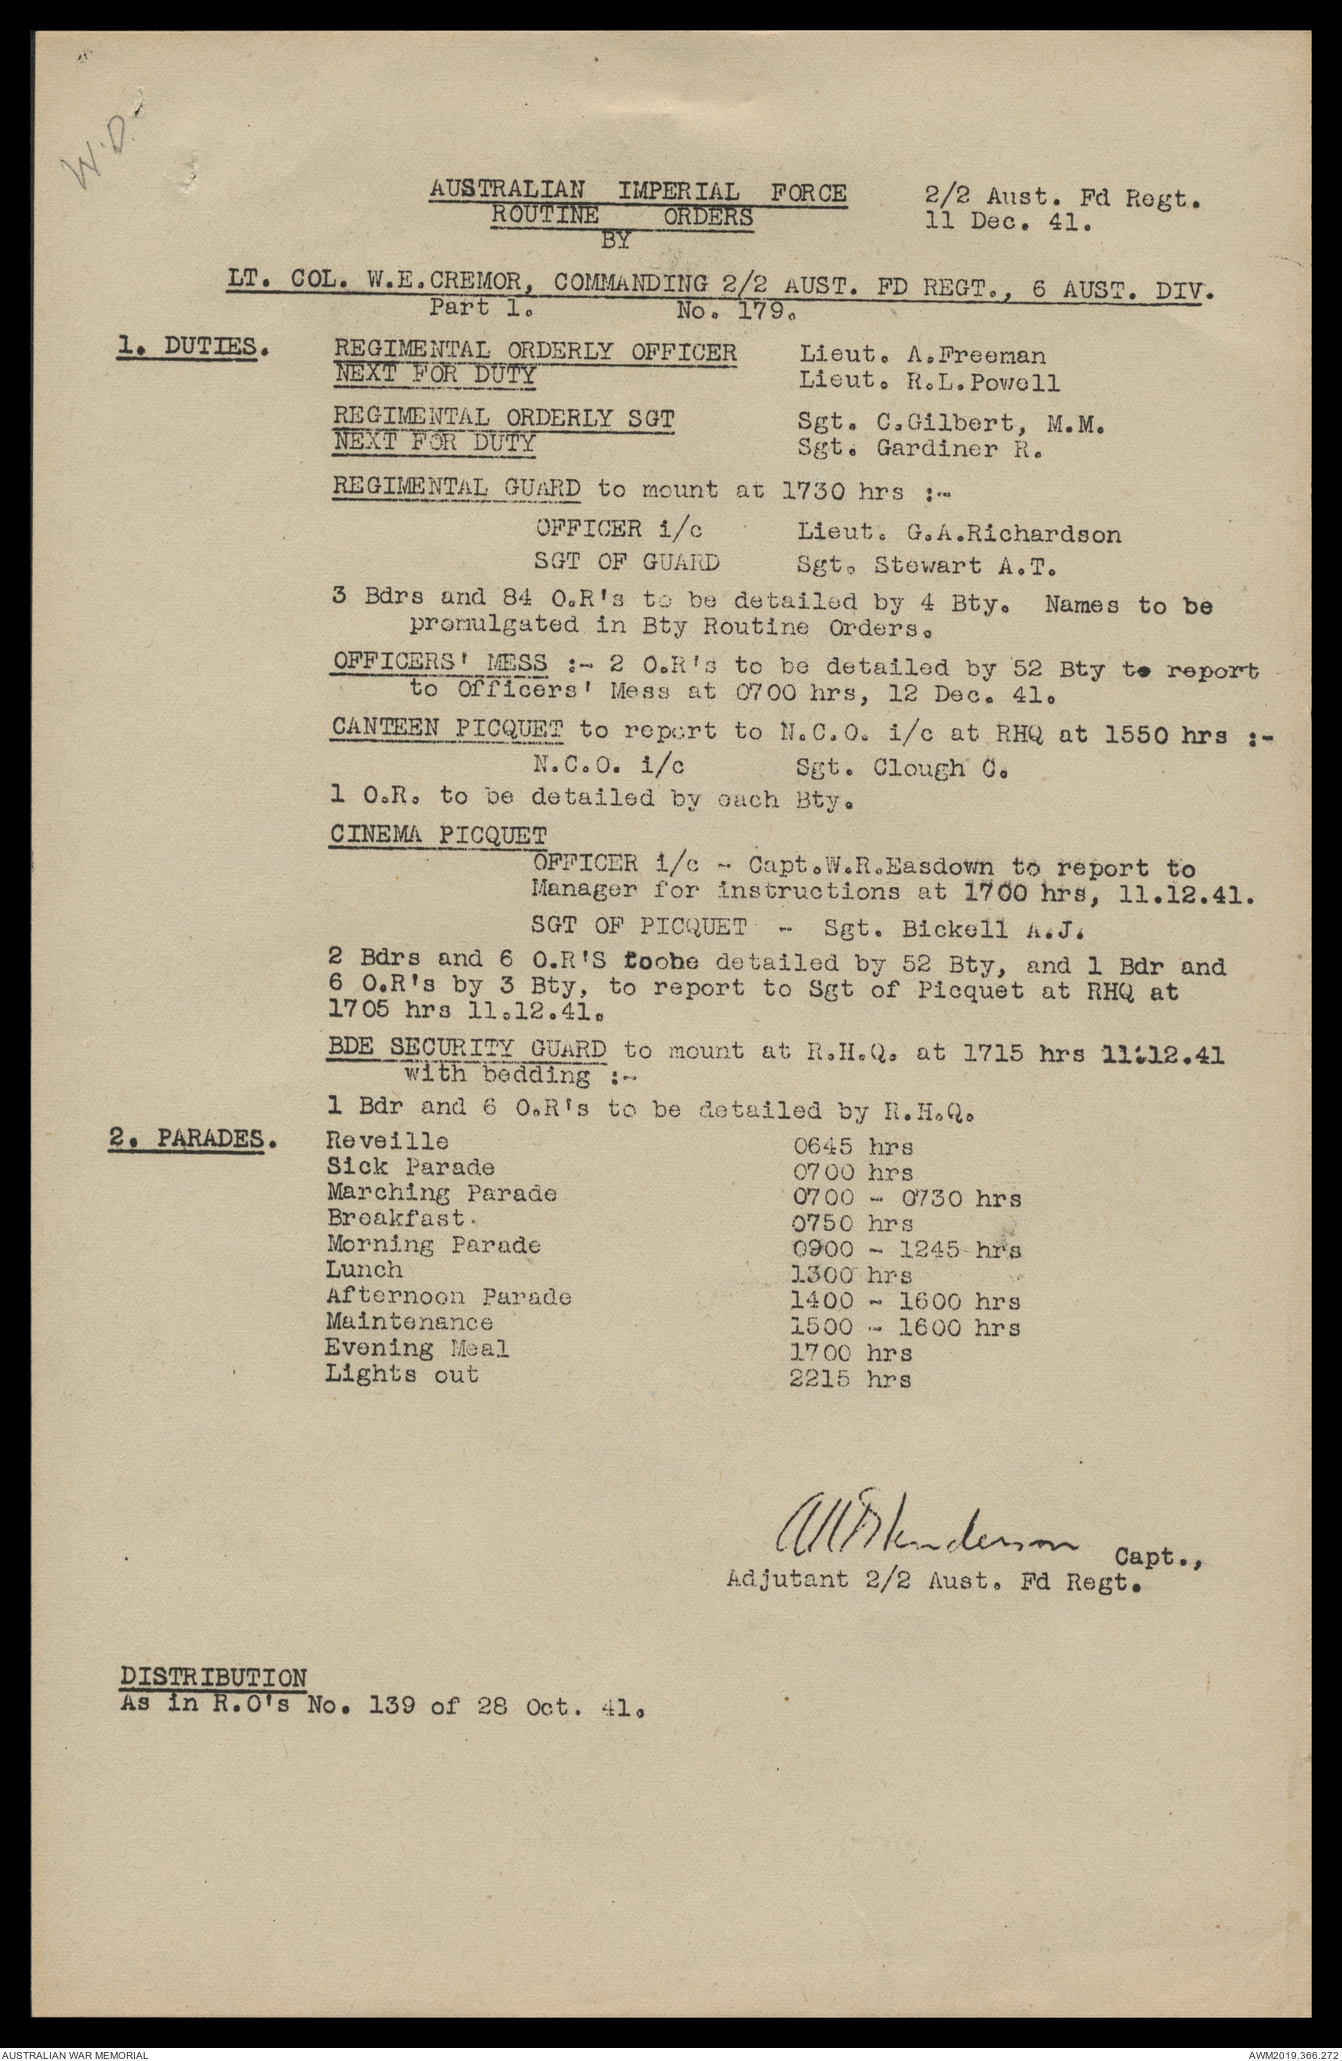 W.D.
AUSTRALIAN IMPERIAL FORCE 2/2 Aust. Fd Regt.
ROUTINE ORDERS 11 Dec. 41.
BY
LT. COL. W.E.CREMOR, COMMANDING 2/2 AUST. FD REGT., 6 AUST. DIV.
Part 1. No. 179.
1. DUTIES. REGIMENTAL ORDERLY OFFICER Lieut. A.Freeman
NEXT FOR DUTY Lieut. R.L.Powell
REGIMENTAL ORDERLY SGT Sgt. C.Gilbert, M.M.
NEXT FOR DUTY Sgt. Gardiner R.
REGIMENTAL GUARD to mount at 1730 hrs :-
OFFICER i/c Lieut. G.A.Richardson
SGT OF GUARD Sgt. Stewart A.T.
3 Bdrs and 84 O.R's to be detailed by 4 Bty. Names to be
promulgated in Bty Routine Orders.
OFFICERS' MESS :- 2 O.R's to be detailed by 52 Bty to report
to Officers' Mess at 0700 hrs, 12 Dec. 41.
CANTEEN PICQUET to report to N.C.O. i/c at RHQ at 1550 hrs :-
N.C.O. i/c Sgt. Clough C.
1 O.R. to be detailed by each Bty.
CINEMA PICQUET
OFFICER i/c - Capt.W.R.Easdown to report to
Manager for instructions at 1700 hrs, 11.12.41.
SGT OF PICQUET - Sgt. Bickell A.J.
2 Bdrs and 6 O.R'S toobe detailed by 52 Bty, and 1 Bdr and
6 O.R's by 3 Bty, to report to Sgt of Picquet at RHQ at
1705 hrs 11.12.41.
BDE SECURITY GUARD to mount at R.H.Q. at 1715 hrs 11.12.41
with bedding :-
1 Bdr and 6 O.R's to be detailed by R.H.Q.
2. PARADES. Reveille 0645 hrs
Sick Parade 0700 hrs
Marching Parade 0700 - 0730 hrs
Breakfast 0750 hrs
Morning Parade 0900 - 1245 hrs
Lunch 1300 hrs
Afternoon Parade 1400 - 1600 hrs
Maintenance 1500 - 1600 hrs
Evening Meal 1700 hrs
Lights out 2215 hrs
Henderson Capt.,
Adjutant 2/2 Aust. Fd Regt.
DISTRIBUTION
As in R.O's No. 139 of 28 Oct. 41.
AUSTRALIAN WAR MEMORIAL AWM2019.366.272